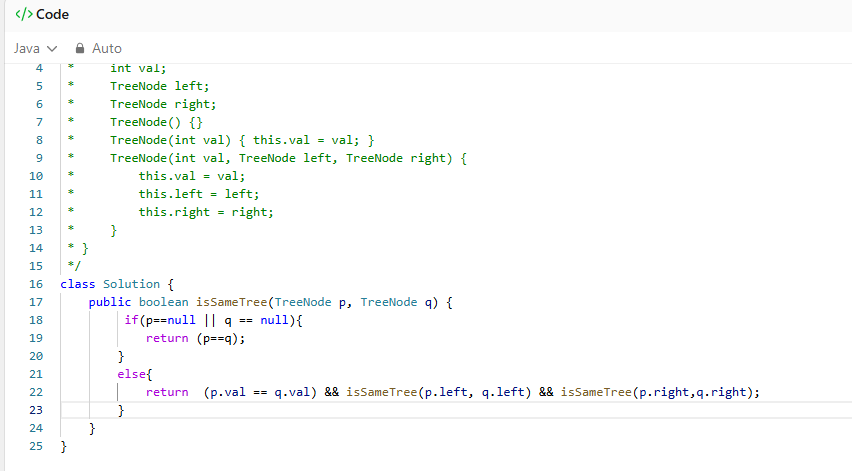 </> Code
Java Auto
4 * int val;
5 * TreeNode left;
6 * TreeNode right;
7 * TreeNode() {}
8 * TreeNode(int val) { this.val = val; }
9 * TreeNode(int val, TreeNode left, TreeNode right) {
10 * this.val = val;
11 * this.left = left;
12 * this.right = right;
13 * }
14 * }
15 */
16 class Solution {
17 public boolean isSameTree(TreeNode p, TreeNode q) {
18 if(p==null || q == null){
19 return (p==q);
20 }
21 else{
22 return (p.val == q.val) && isSameTree(p.left, q.left) && isSameTree(p.right,q.right);
23 }
24 }
25 }